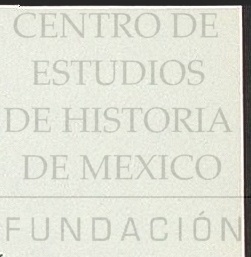 CENTRO DE
ESTUDIOS
DE HISTORIA
DE MEXICO
FUNDACIÓN